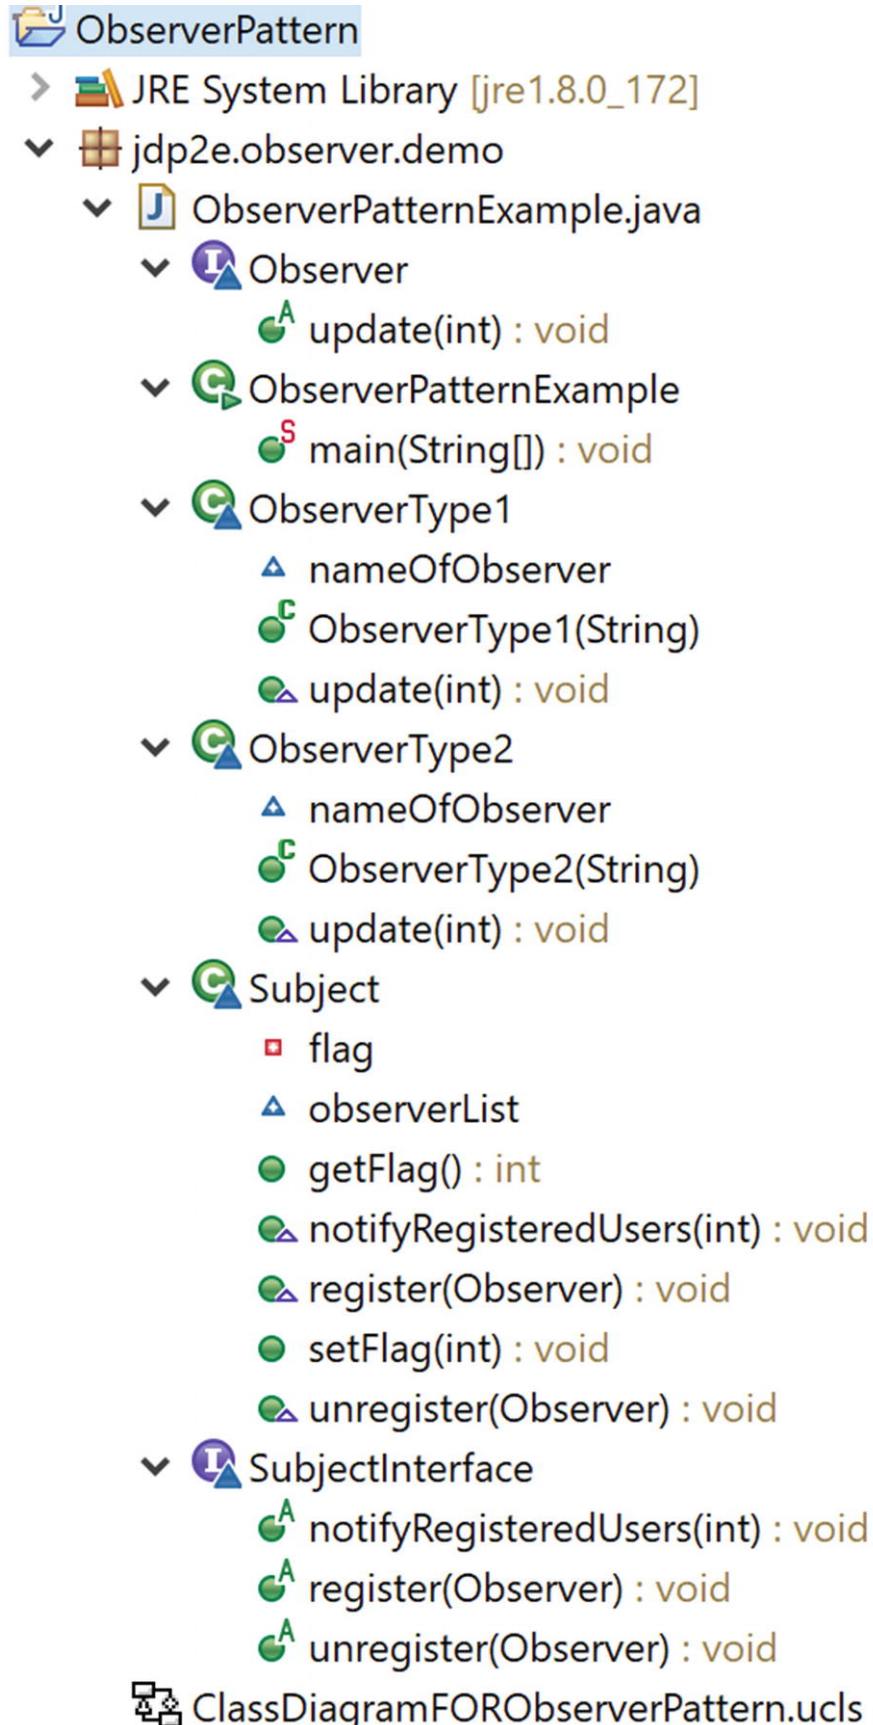 ObserverPattern
JRE System Library [jre1.8.0_172]
jdp2e.observer.demo
ObserverPatternExample.java
Observer
update(int) : void
ObserverPatternExample
main(String[]) : void
ObserverType1
nameOfObserver
ObserverType1(String)
update(int) : void
ObserverType2
nameOfObserver
ObserverType2(String)
update(int) : void
Subject
flag
observerList
getFlag() : int
notifyRegisteredUsers(int) : void
register(Observer) : void
setFlag(int) : void
unregister(Observer) : void
SubjectInterface
notifyRegisteredUsers(int) : void
register(Observer) : void
unregister(Observer) : void
ClassDiagramFORObserverPattern.ucls